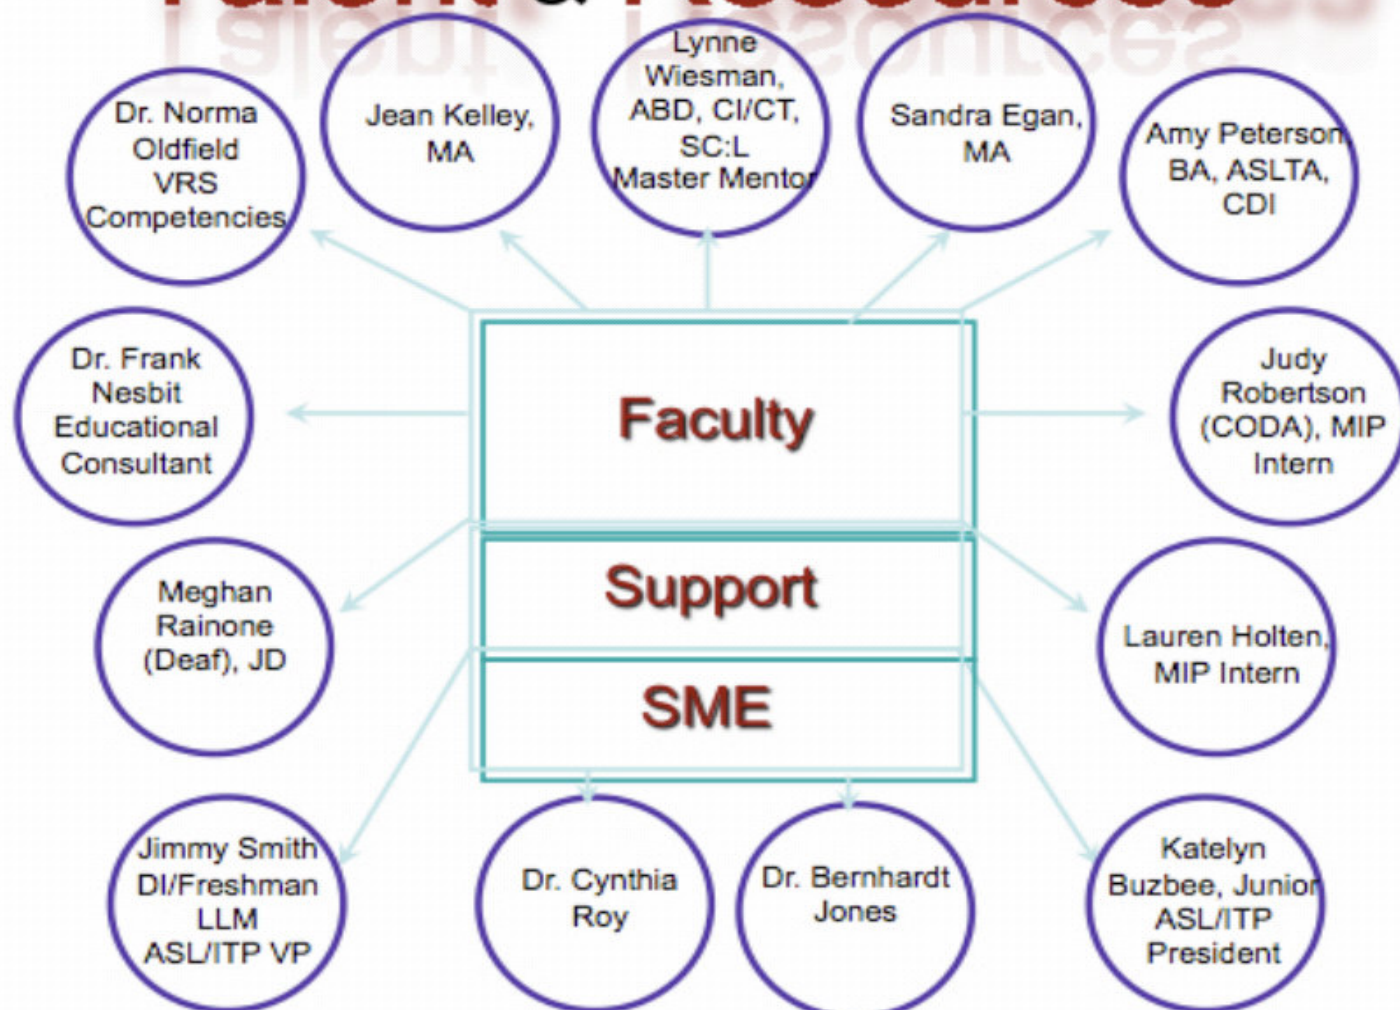 Talent & Resources
Dr. Norma
Oldfield
VRS
Competencies
Jean Kelley,
MA
Lynne
Wiesman,
ABD, CI/CT,
SC:L
Master Mentor
Sandra Egan,
MA
Amy Peterson,
BA, ASLTA,
CDI
Dr. Frank
Nesbit
Educational
Consultant
Faculty
Judy
Robertson
(CODA), MIP
Intern
Meghan
Rainone
(Deaf), JD
Support
Lauren Holten,
MIP Intern
SME
Jimmy Smith
DI/Freshman
LLM
ASL/ITP VP
Dr. Cynthia
Roy
Dr. Bernhardt
Jones
Katelyn
Buzbee, Junior
ASL/ITP
President